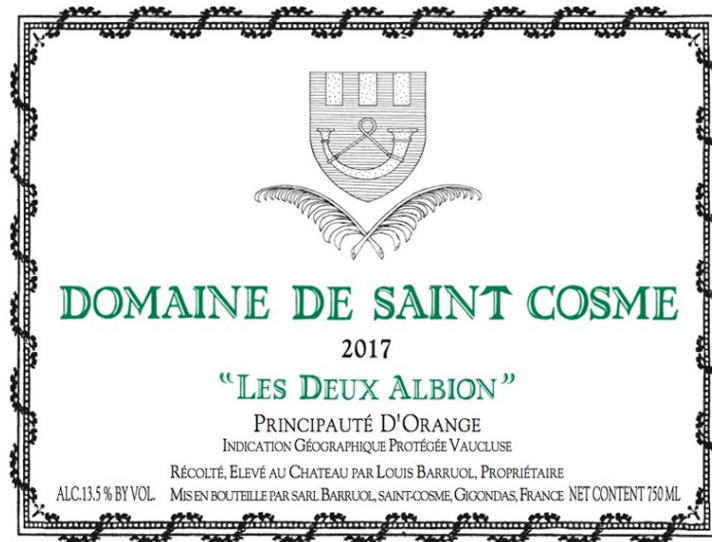 DOMAINE DE SAINT COSME
2017
“LES DEUX ALBION”
PRINCIPAUTÉ D'ORANGE
INDICATION GÉOGRAPHIQUE PROTÉGÉE VAUCLUSE
RÉCOLTÉ, ELEVÉ AU CHATEAU PAR LOUIS BARRUOL, PROPRIÉTAIRE
ALC.13.5 % BY VOL. MIS EN BOUTEILLE PAR SARL BARRUOL, SAINT-COSME, GIGONDAS, FRANCE NET CONTENT 750 ML